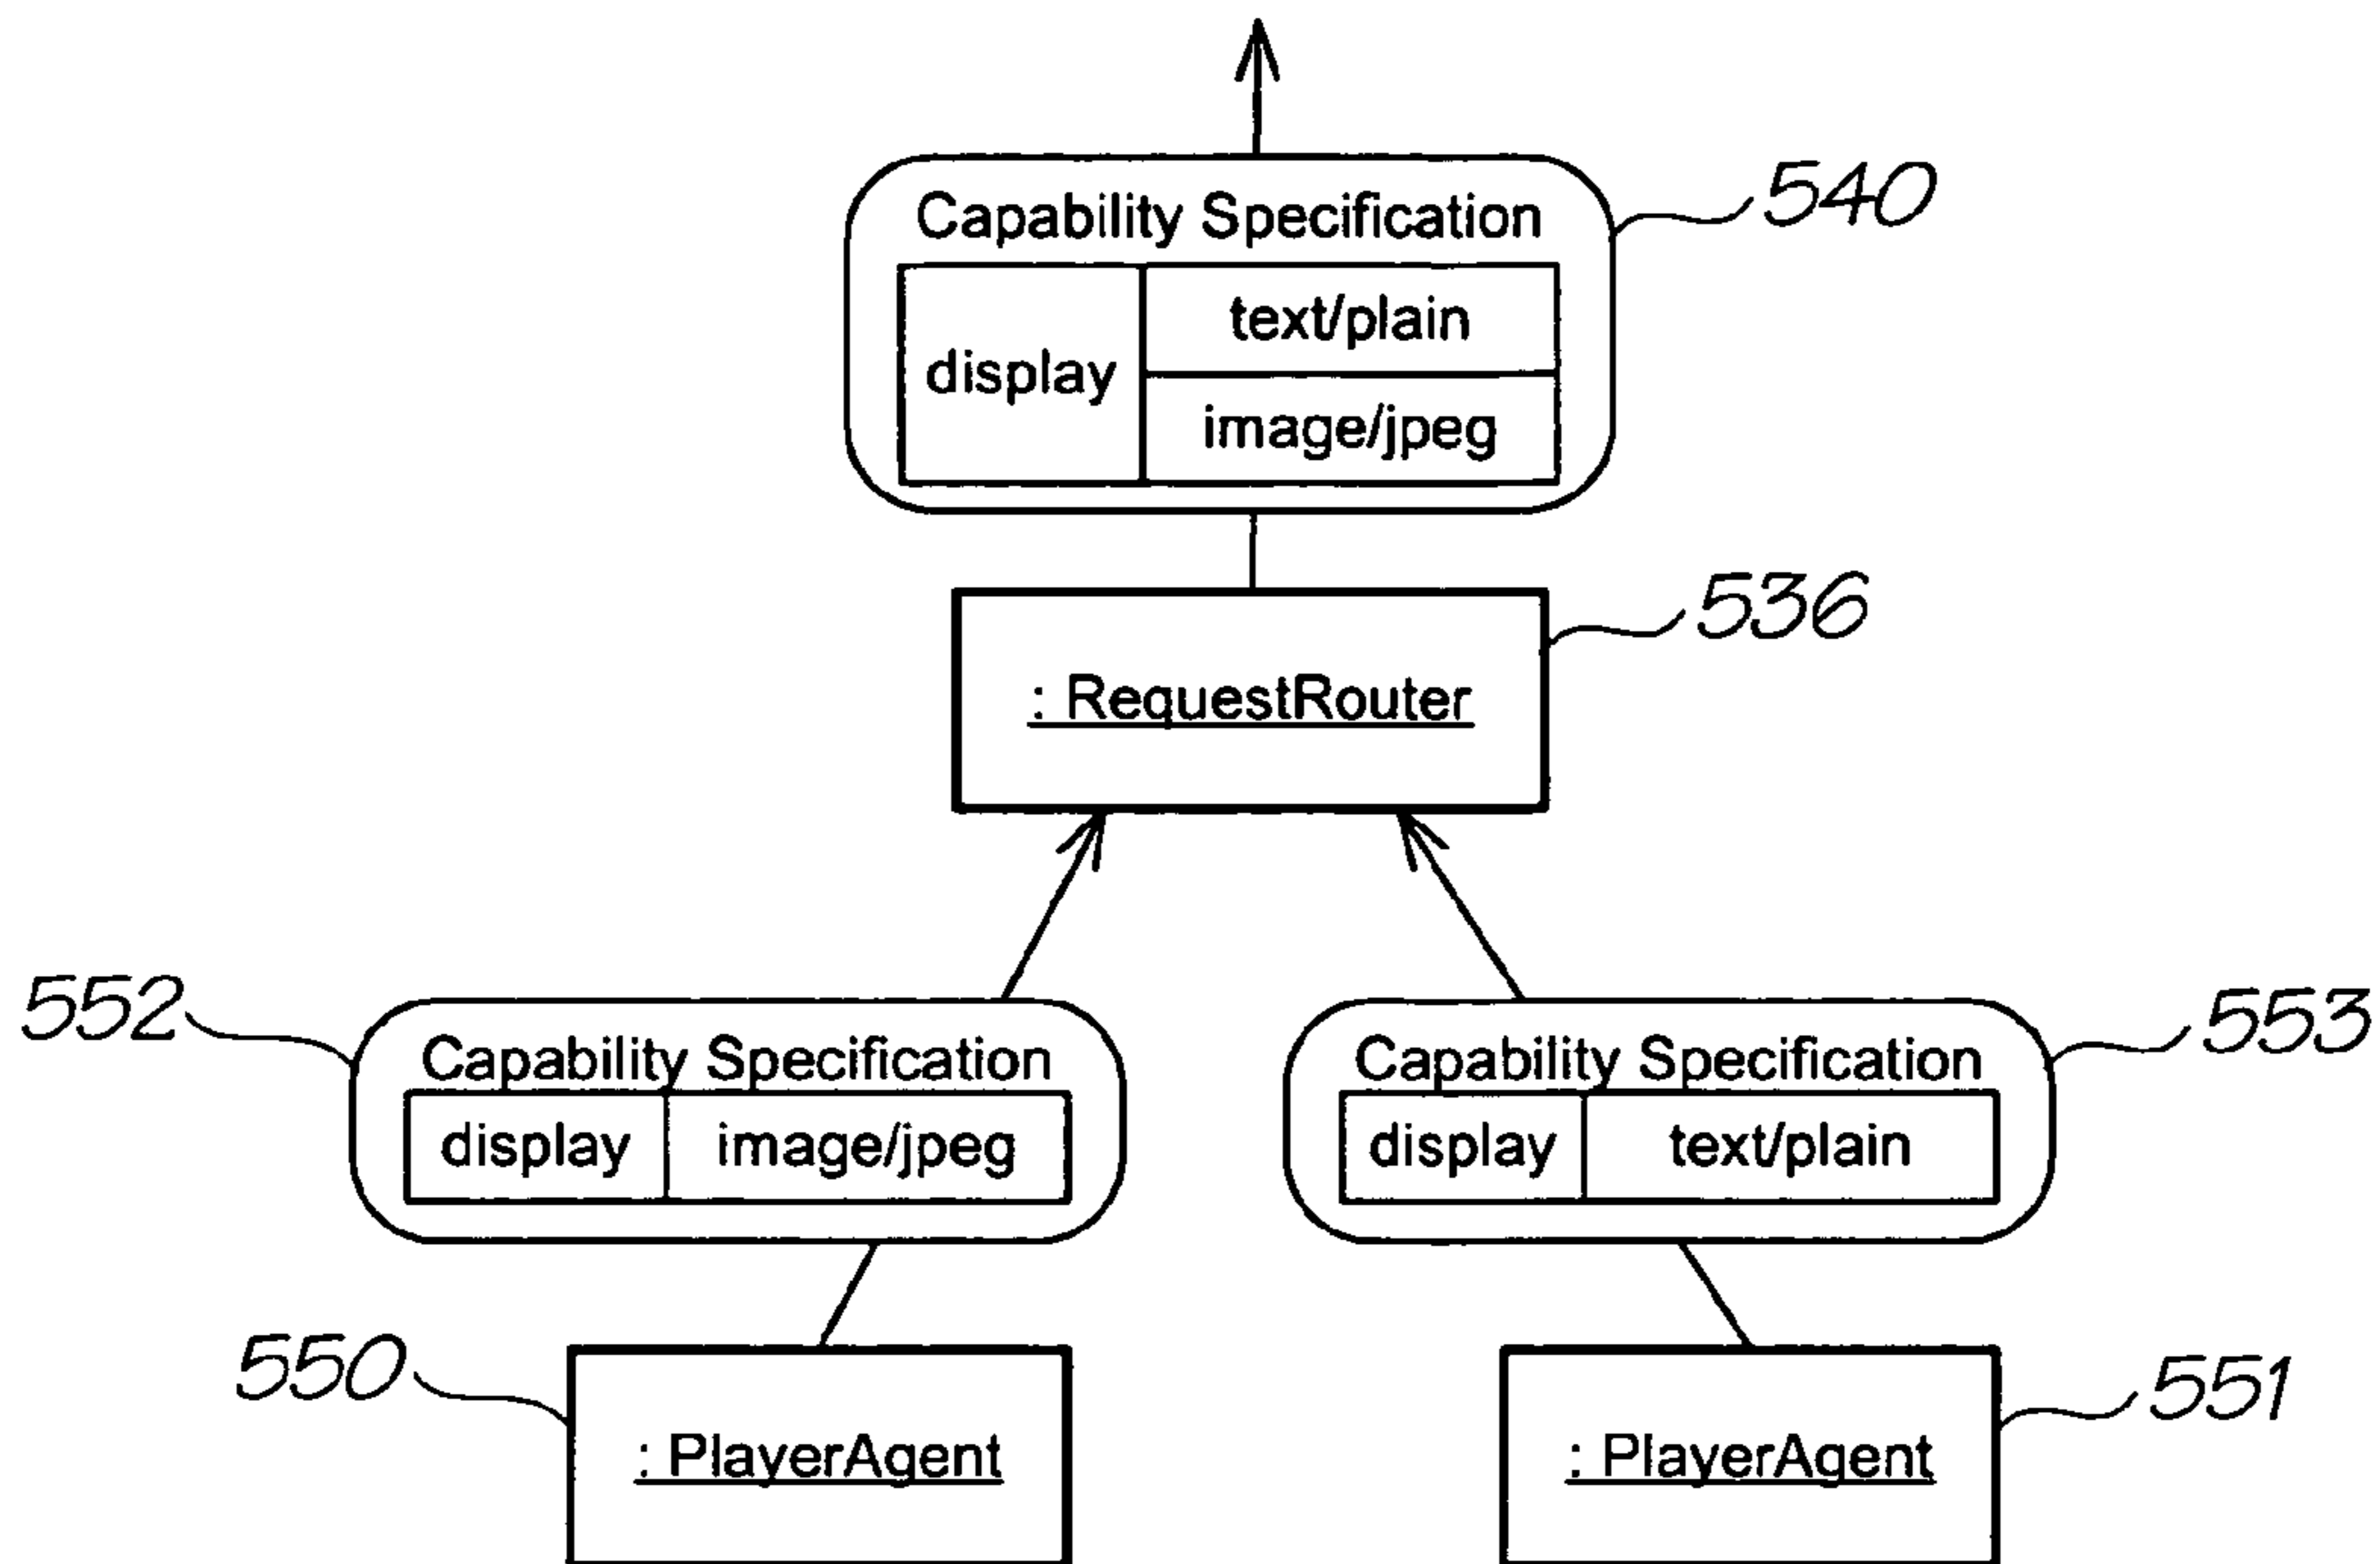 Capability Specification
540
display
text/plain
image/jpeg
536
: RequestRouter
552
Capability Specification
display
image/jpeg
553
Capability Specification
display
text/plain
550
: PlayerAgent
551
: PlayerAgent